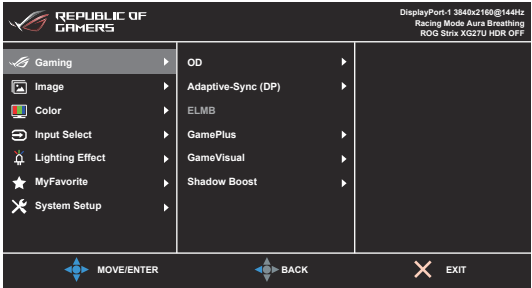 REPUBLIC OF
GAMERS
DisplayPort-1 3840x2160@144Hz
Racing Mode Aura Breathing
ROG Strix XG27U HDR OFF
Gaming
Image
Color
Input Select
Lighting Effect
MyFavorite
System Setup
OD
Adaptive-Sync (DP)
ELMB
GamePlus
GameVisual
Shadow Boost
MOVE/ENTER
BACK
EXIT